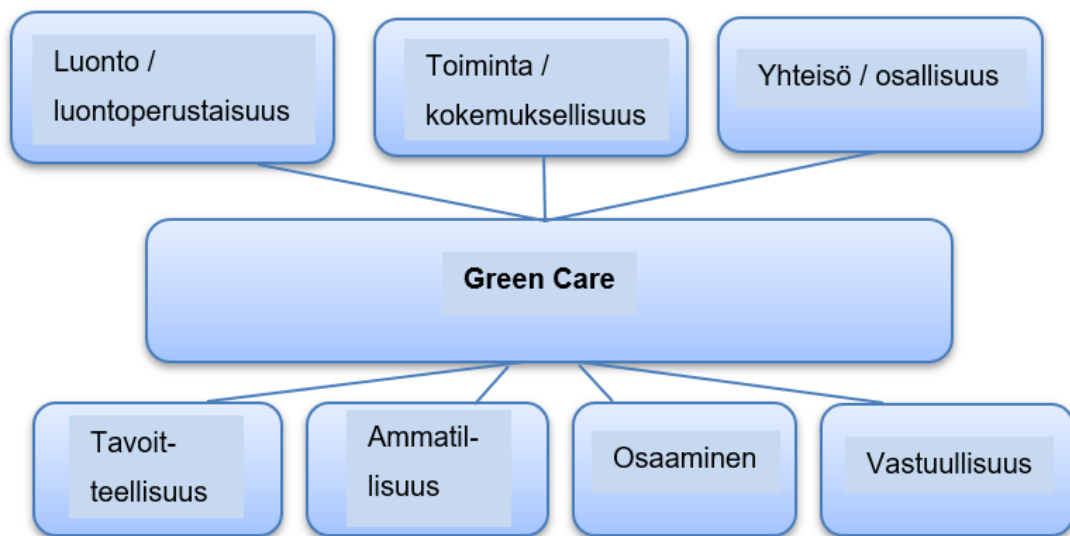 Luonto /
luontoperustaisuus
Toiminta /
kokemuksellisuus
Yhteisö / osallisuus
Green Care
Tavoit-
teellisuus
Ammatil-
lisuus
Osaaminen
Vastuullisuus